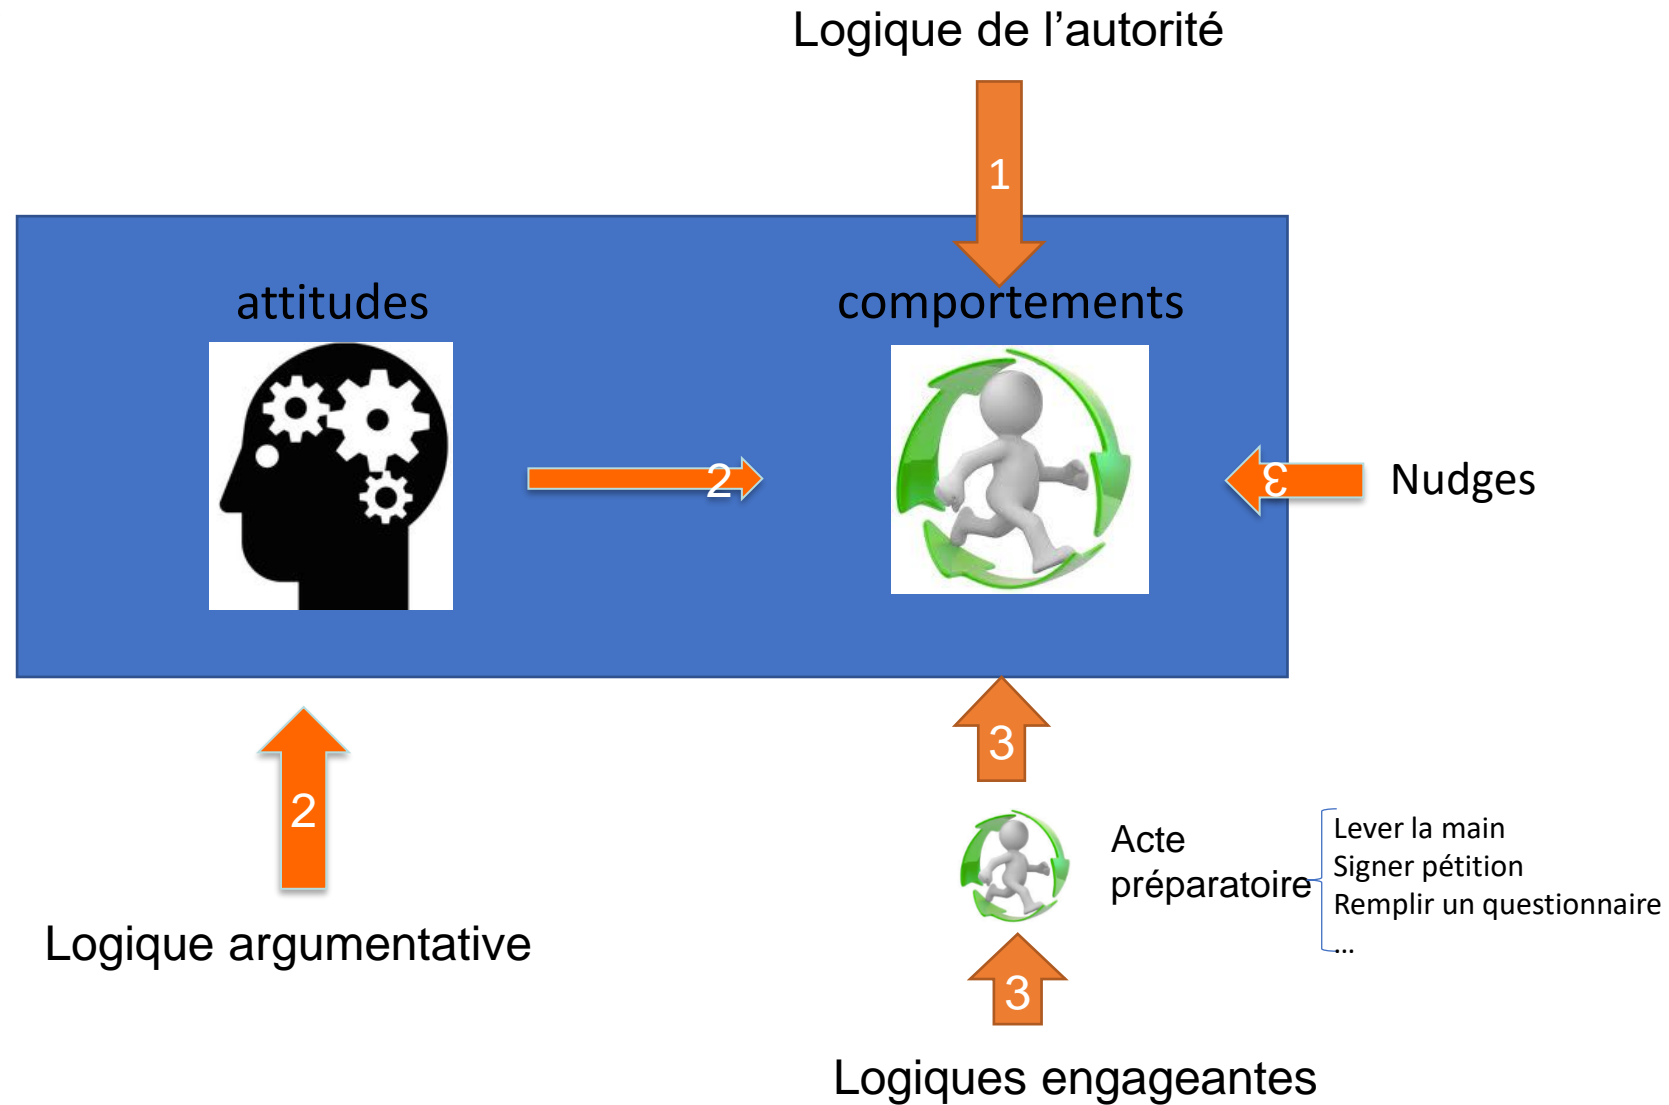 Logique de l’autorité
1
attitudes
comportements
2
3
Nudges
2
3
Acte
préparatoire
Lever la main
Signer pétition
Remplir un questionnaire
...
Logique argumentative
3
Logiques engageantes